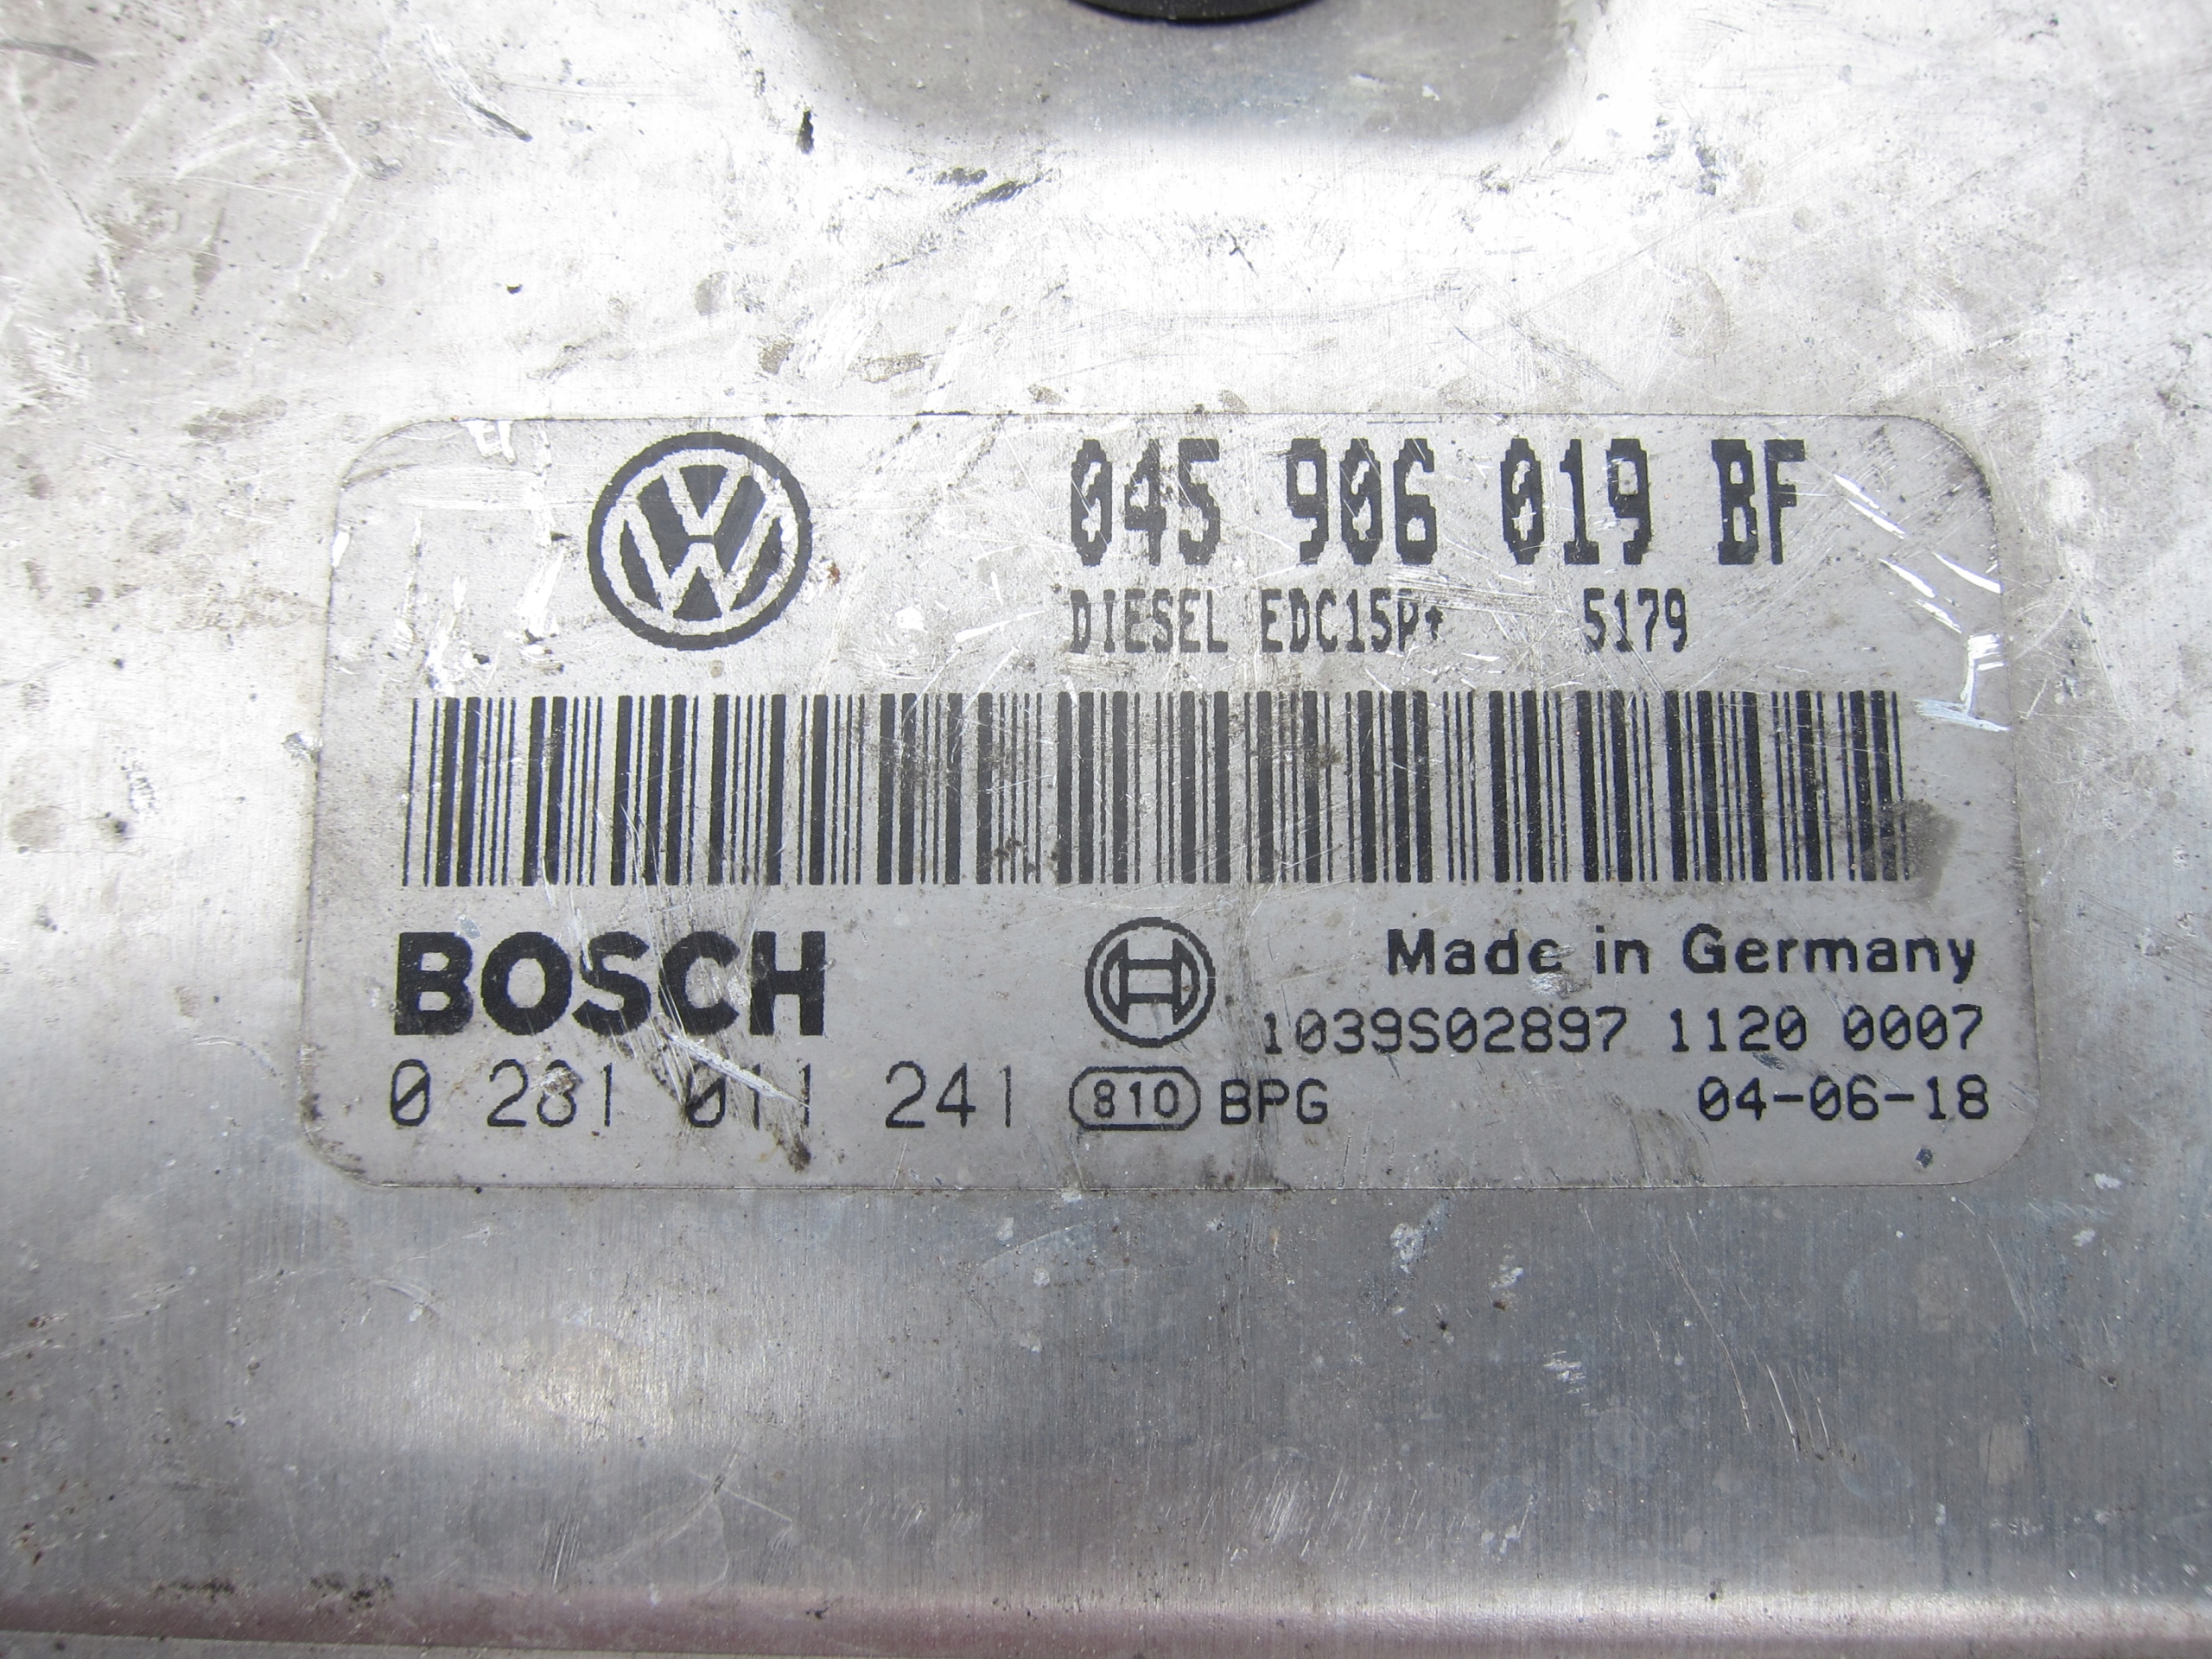 045 906 019 BF
DIESEL EDC15P+ 5179
BOSCH
Made in Germany
1039S02897 1120 0007
0 281 011 241 810 BPG 04-06-18